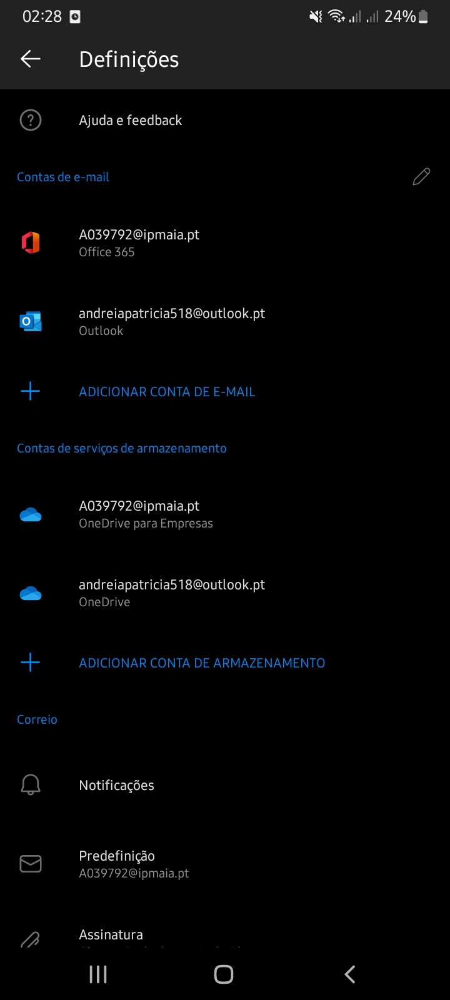 02:28
24%
Definições
Ajuda e feedback
Contas de e-mail
A039792@ipmaia.pt
Office 365
andreiapatricia518@outlook.pt
Outlook
ADICIONAR CONTA DE E-MAIL
Contas de serviços de armazenamento
A039792@ipmaia.pt
OneDrive para Empresas
andreiapatricia518@outlook.pt
OneDrive
ADICIONAR CONTA DE ARMAZENAMENTO
Correio
Notificações
Predefinição
A039792@ipmaia.pt
Assinatura